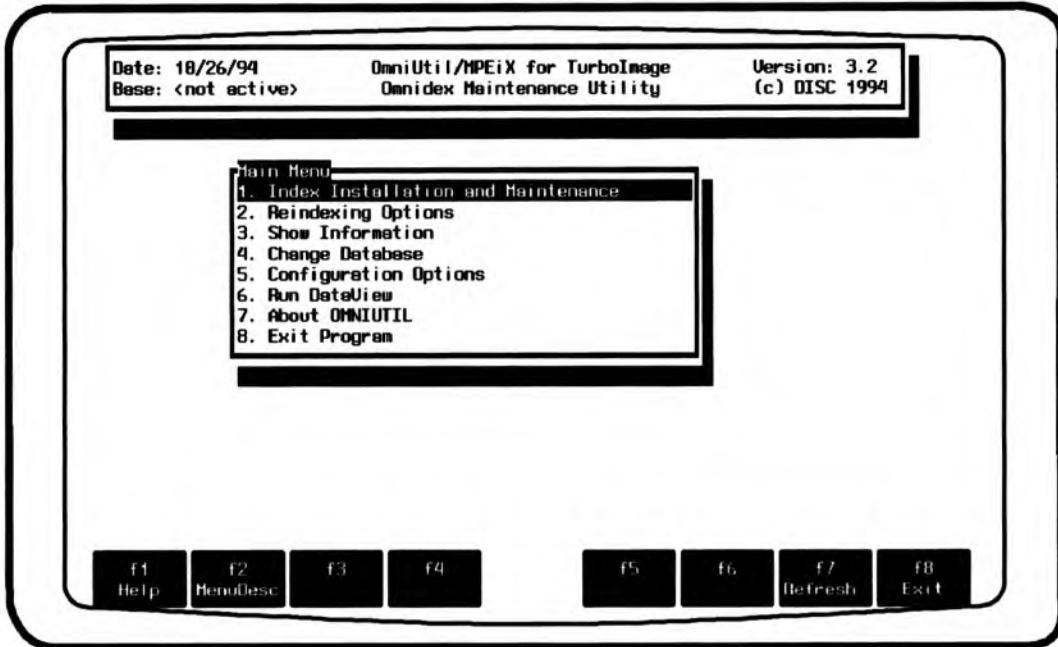 Date: 10/26/94 OmniUtil/MPEiX for TurboImage Version: 3.2
Base: <not active> Omnidex Maintenance Utility (c) DISC 1994
Main Menu
1. Index Installation and Maintenance
2. Reindexing Options
3. Show Information
4. Change Database
5. Configuration Options
6. Run DataView
7. About OMNIUTIL
8. Exit Program
f1 f2 f3 f4 f5 f6 f7 f8
Help MenuDesc Refresh Exit